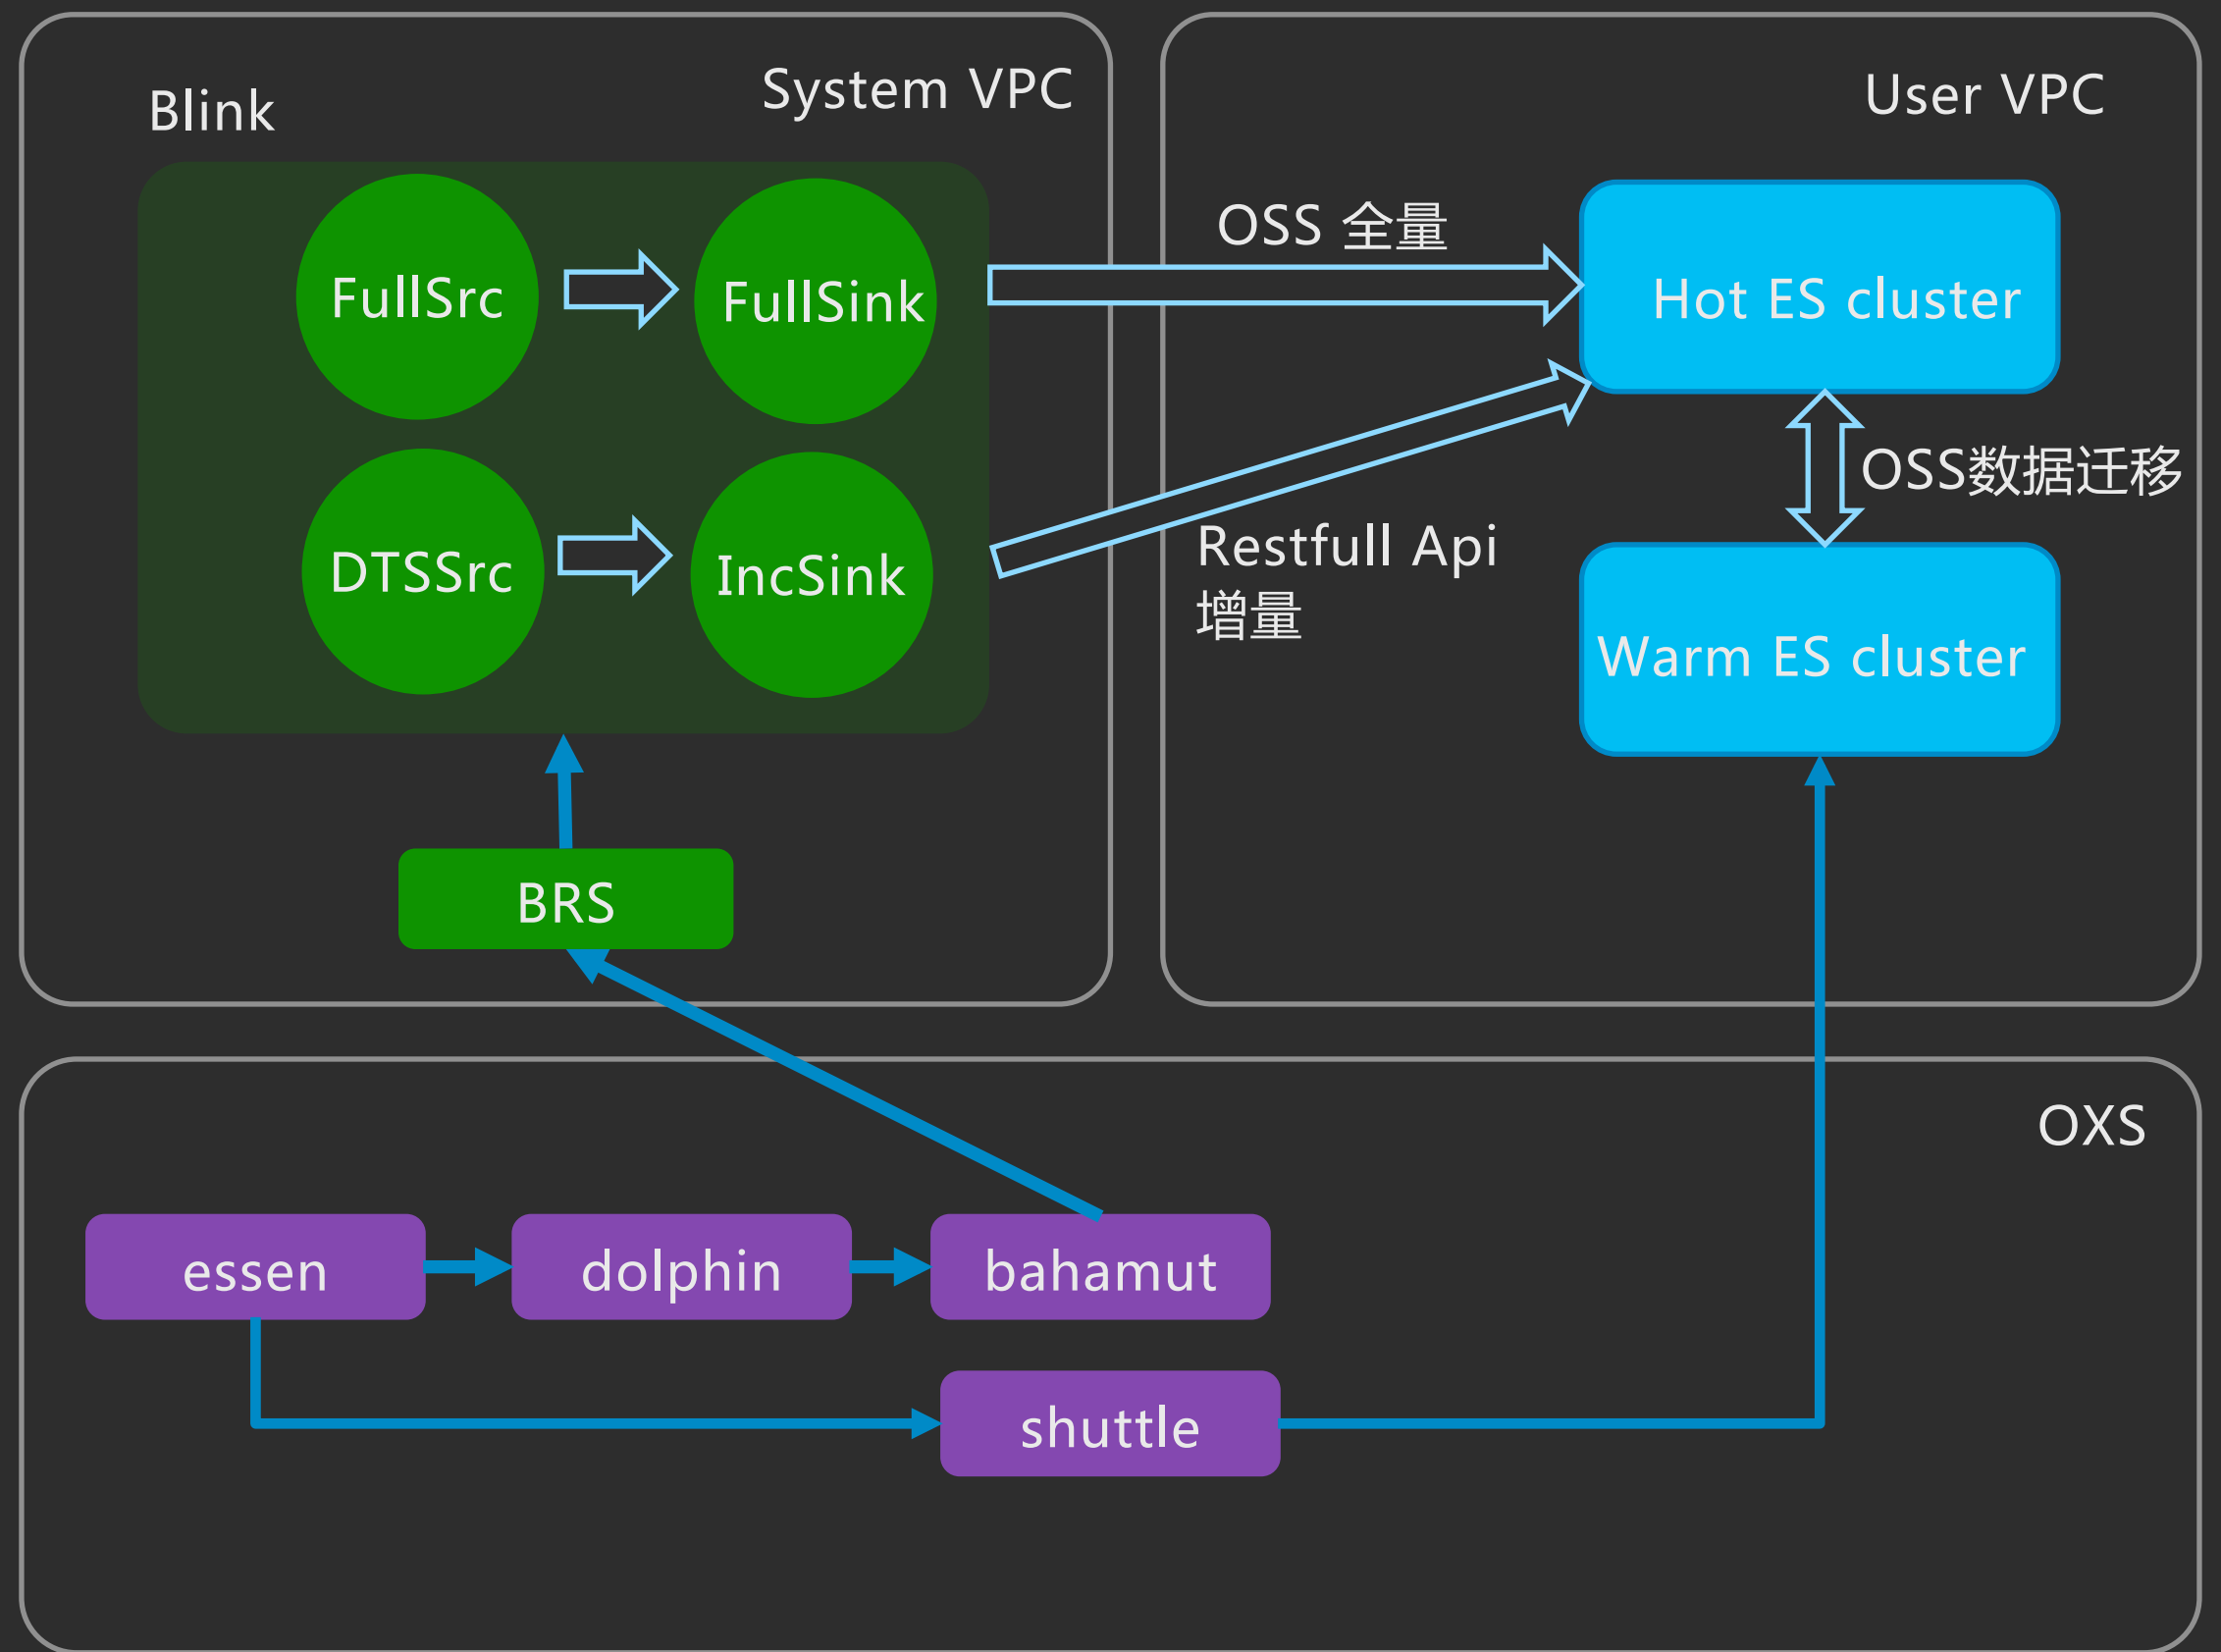 Blink
System VPC
User VPC
FullSrc
FullSink
OSS 全量
Hot ES cluster
OSS数据迁移
DTSSrc
IncSink
Restfull Api
增量
Warm ES cluster
BRS
OXS
essen
dolphin
bahamut
shuttle